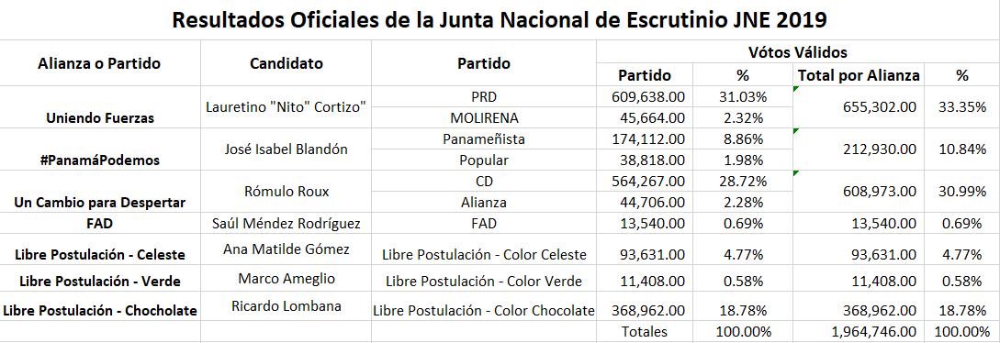 Resultados Oficiales de la Junta Nacional de Escrutinio JNE 2019
Alianza o Partido Candidato Partido Vótos Válidos
Partido % Total por Alianza %
Uniendo Fuerzas Lauretino "Nito" Cortizo" PRD 609,638.00 31.03% 655,302.00 33.35%
MOLIRENA 45,664.00 2.32%
#PanamáPodemos José Isabel Blandón Panameñista 174,112.00 8.86% 212,930.00 10.84%
Popular 38,818.00 1.98%
Un Cambio para Despertar Rómulo Roux CD 564,267.00 28.72% 608,973.00 30.99%
Alianza 44,706.00 2.28%
FAD Saúl Méndez Rodríguez FAD 13,540.00 0.69% 13,540.00 0.69%
Libre Postulación - Celeste Ana Matilde Gómez Libre Postulación - Color Celeste 93,631.00 4.77% 93,631.00 4.77%
Libre Postulación - Verde Marco Ameglio Libre Postulación - Color Verde 11,408.00 0.58% 11,408.00 0.58%
Libre Postulación - Chocholate Ricardo Lombana Libre Postulación - Color Chocolate 368,962.00 18.78% 368,962.00 18.78%
Totales 100.00% 1,964,746.00 100.00%